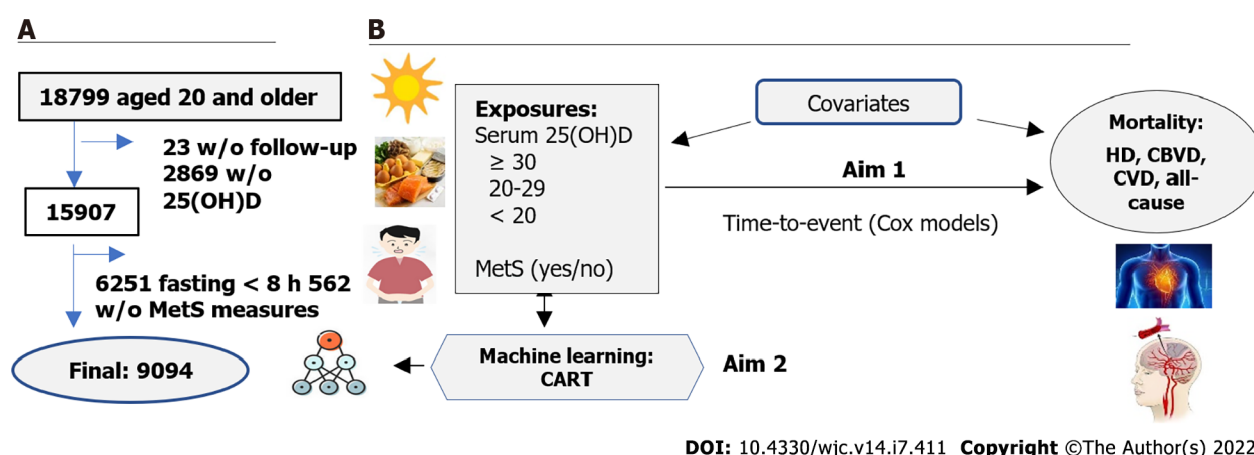 A
18799 aged 20 and older
23 w/o follow-up
2869 w/o
25(OH)D
15907
6251 fasting < 8 h 562
w/o MetS measures
Final: 9094
B
Exposures:
Serum 25(OH)D
≥ 30
20-29
< 20
MetS (yes/no)
Covariates
Aim 1
Time-to-event (Cox models)
Mortality:
HD, CBVD,
CVD, all-
cause
Machine learning:
CART
Aim 2
DOI: 10.4330/wjc.v14.i7.411 Copyright ©The Author(s) 2022